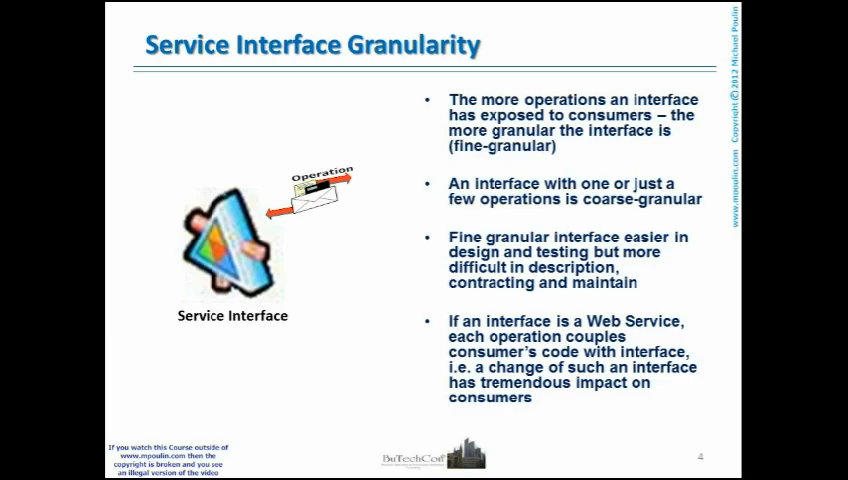 Service Interface Granularity
• The more operations an interface
has exposed to consumers – the
more granular the interface is
(fine-granular)
• An interface with one or just a
few operations is coarse-granular
• Fine granular interface easier in
design and testing but more
difficult in description,
contracting and maintain
• If an interface is a Web Service,
each operation couples
consumer's code with interface,
i.e. a change of such an interface
has tremendous impact on
consumers
Operation
Service Interface
If you watch this Course outside of
www.mpoulin.com then the
copyright is broken and you see
an illegal version of the video
BuTechCon
4
www.mpoulin.com Copyright (C) 2012 Michael Poulin